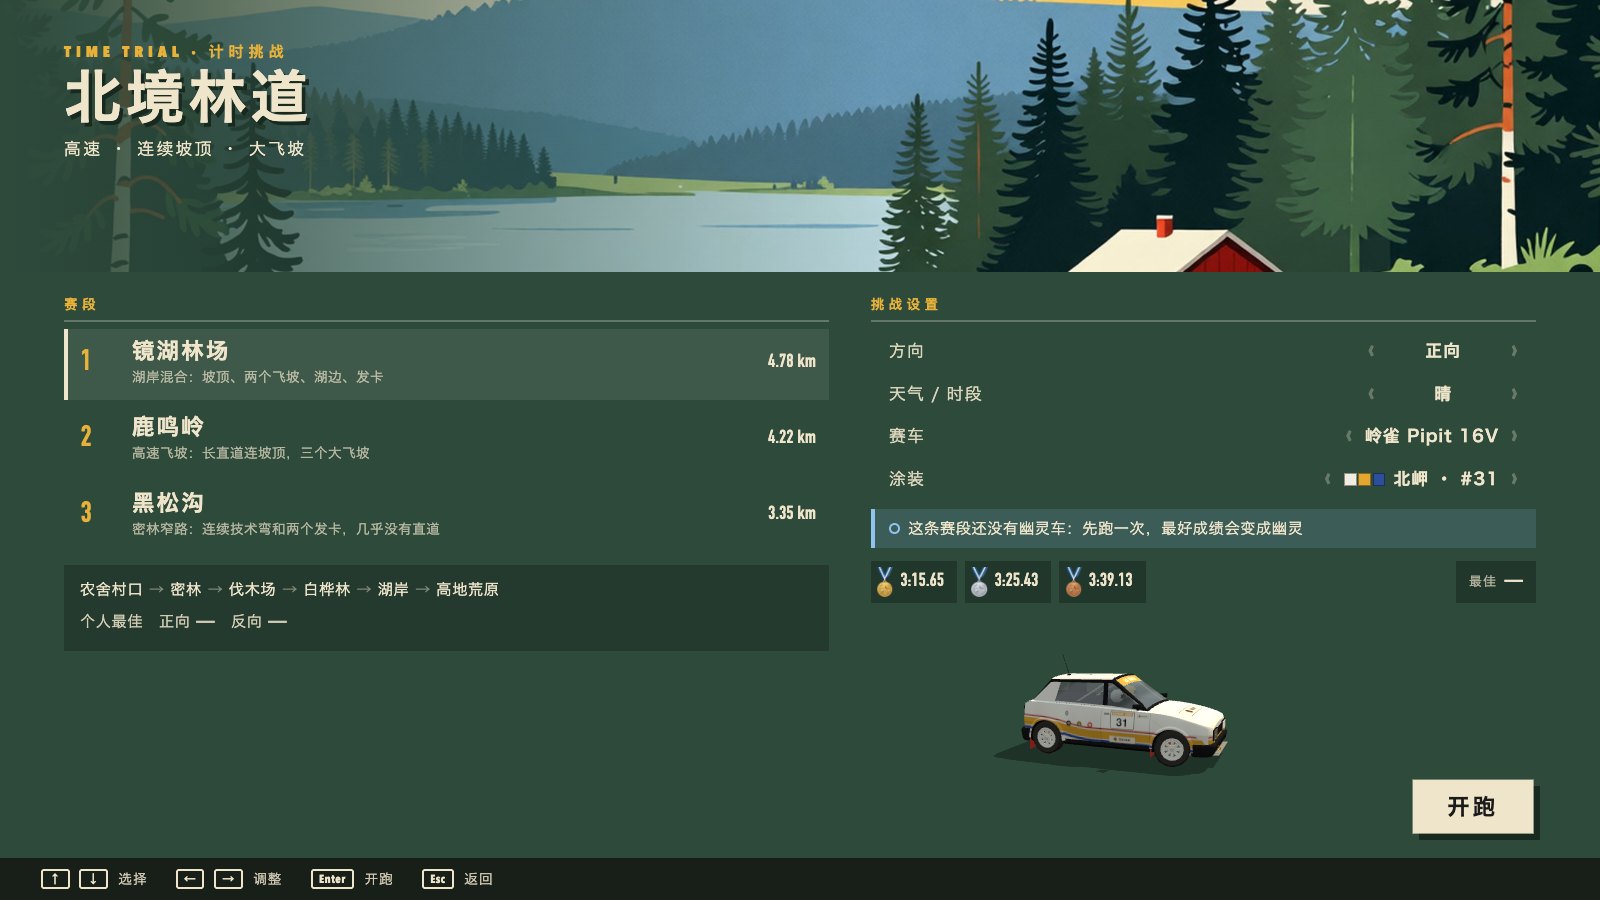 TIME TRIAL · 计时挑战
北境林道
高速 · 连续坡顶 · 大飞坡
赛段
1 镜湖林场 4.78 km
湖岸混合：坡顶、两个飞坡、湖边、发卡
2 鹿鸣岭 4.22 km
高速飞坡：长直道连坡顶，三个大飞坡
3 黑松沟 3.35 km
密林窄路：连续技术弯和两个发卡，几乎没有直道
农舍村口 → 密林 → 伐木场 → 白桦林 → 湖岸 → 高地荒原
个人最佳 正向 — 反向 —
挑战设置
方向 《 正向 》
天气 / 时段 《 晴 》
赛车 《 岭雀 Pipit 16V 》
涂装 《 北岬 · #31 》
这条赛段还没有幽灵车：先跑一次，最好成绩会变成幽灵
3:15.65 3:25.43 3:39.13 最佳 —
31
开跑
↑ ↓ 选择 ← → 调整 Enter 开跑 Esc 返回